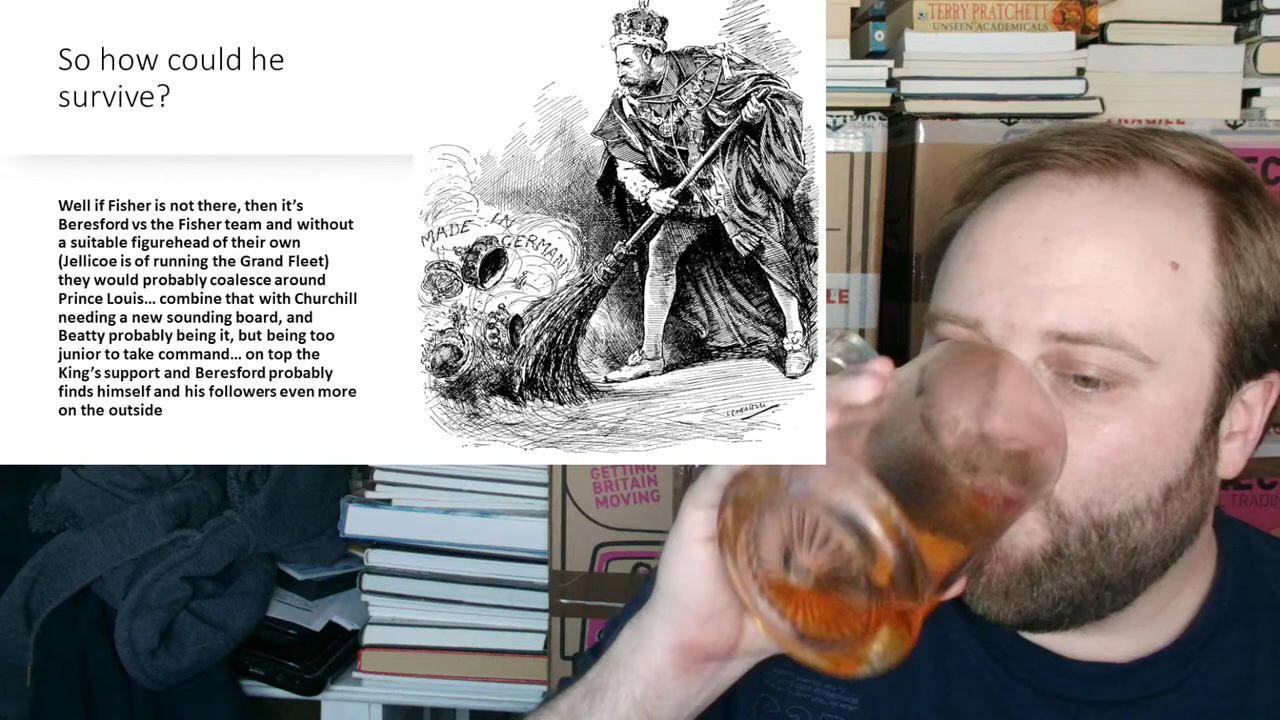 So how could he
survive?
Well if Fisher is not there, then it's
Beresford vs the Fisher team and without
a suitable figurehead of their own
(Jellicoe is of running the Grand Fleet)
they would probably coalesce around
Prince Louis... combine that with Churchill
needing a new sounding board, and
Beatty probably being it, but being too
junior to take command... on top the
King's support and Beresford probably
finds himself and his followers even more
on the outside
MADE IN
GERMANY
TERRY PRATCHETT
UNSEEN ACADEMICALS
FRAGILE
GETTING
BRITAIN
MOVING